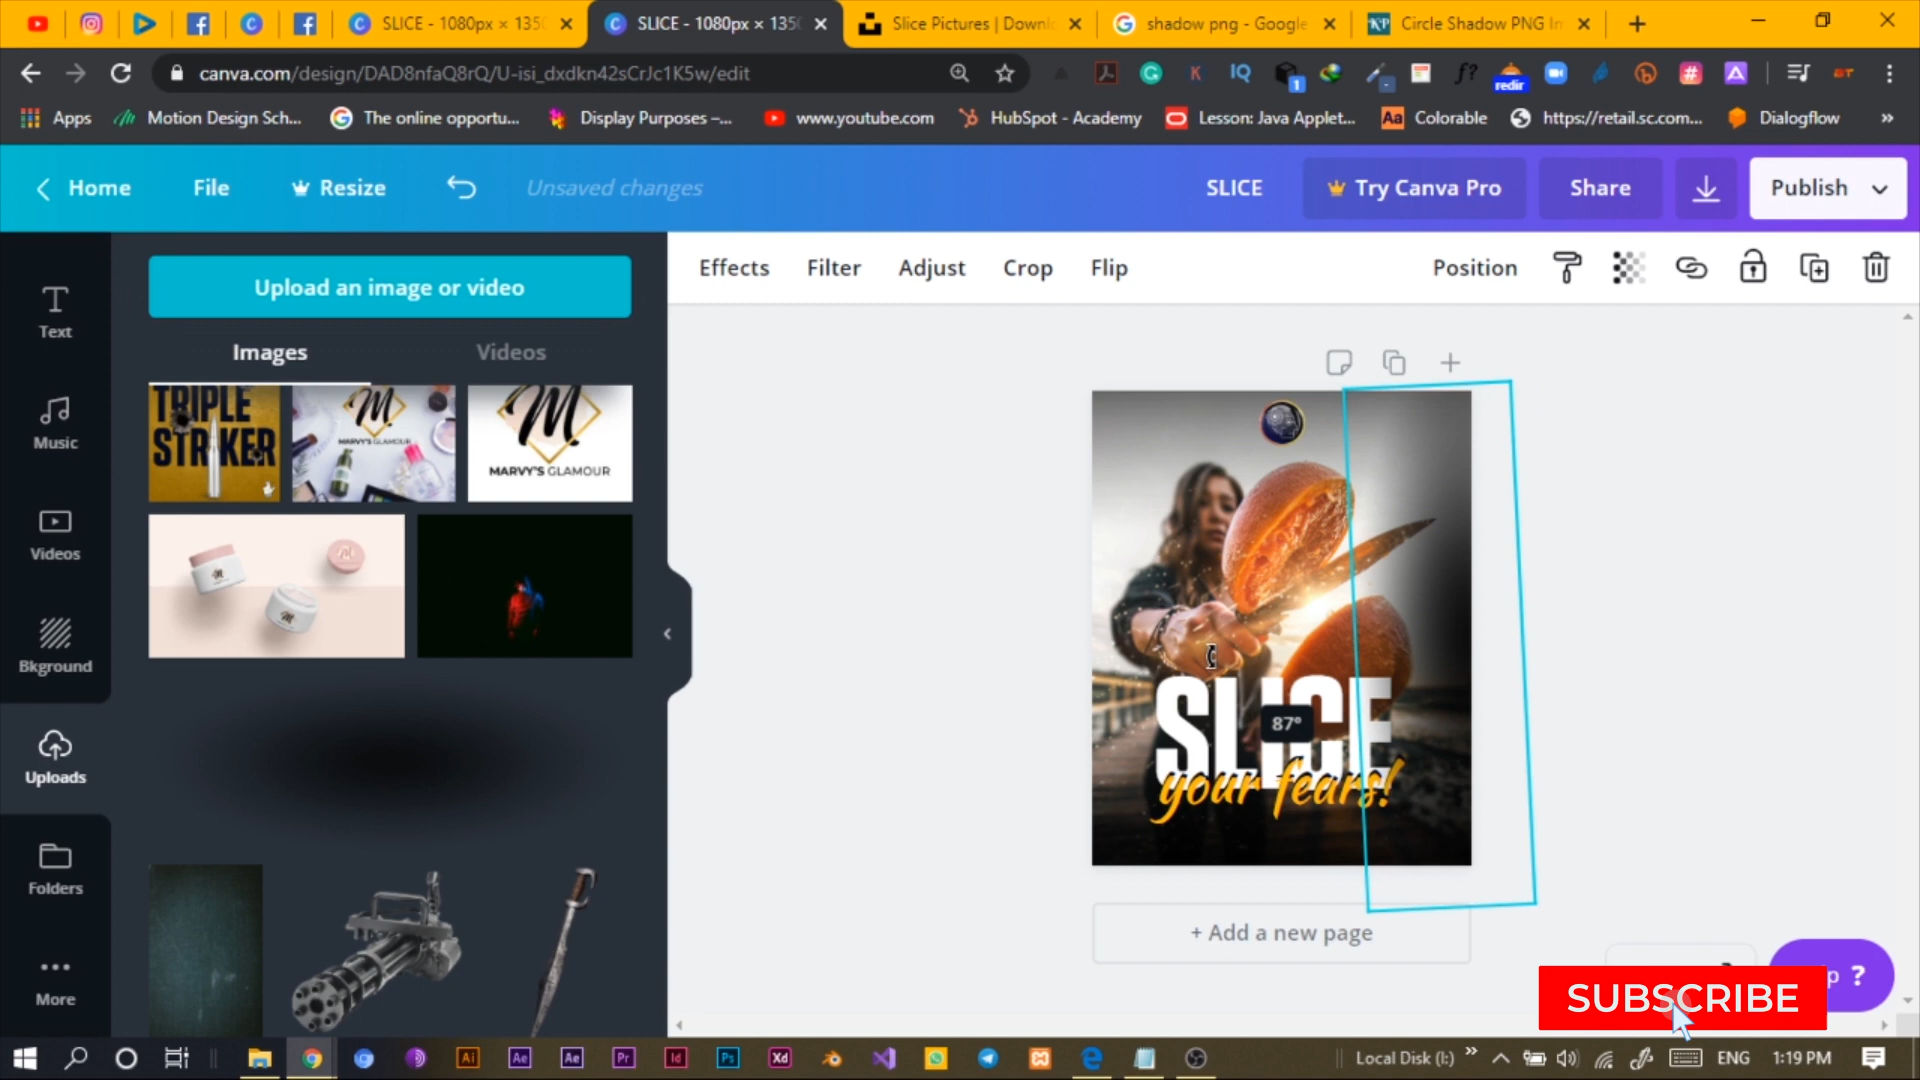 SLICE - 1080px × 135
SLICE - 1080px × 135
Slice Pictures | Downl
shadow png - Google
Circle Shadow PNG Im
canva.com/design/DAD8nfaQ8rQ/U-isi_dxdkn42sCrJc1K5w/edit
Apps
Motion Design Sch...
The online opportu...
Display Purposes –...
www.youtube.com
HubSpot - Academy
Lesson: Java Applet...
Colorable
https://retail.sc.com...
Dialogflow
Home
File
Resize
Unsaved changes
SLICE
Try Canva Pro
Share
Publish
Text
Music
Videos
Bkground
Uploads
Folders
More
Upload an image or video
Images
Videos
TRIPLE
STRIKER
M
MARVY'S GLAMOUR
M
MARVY'S GLAMOUR
Effects
Filter
Adjust
Crop
Flip
Position
SLICE
87°
your fears!
+ Add a new page
p ?
SUBSCRIBE
Local Disk (I:)
ENG
1:19 PM